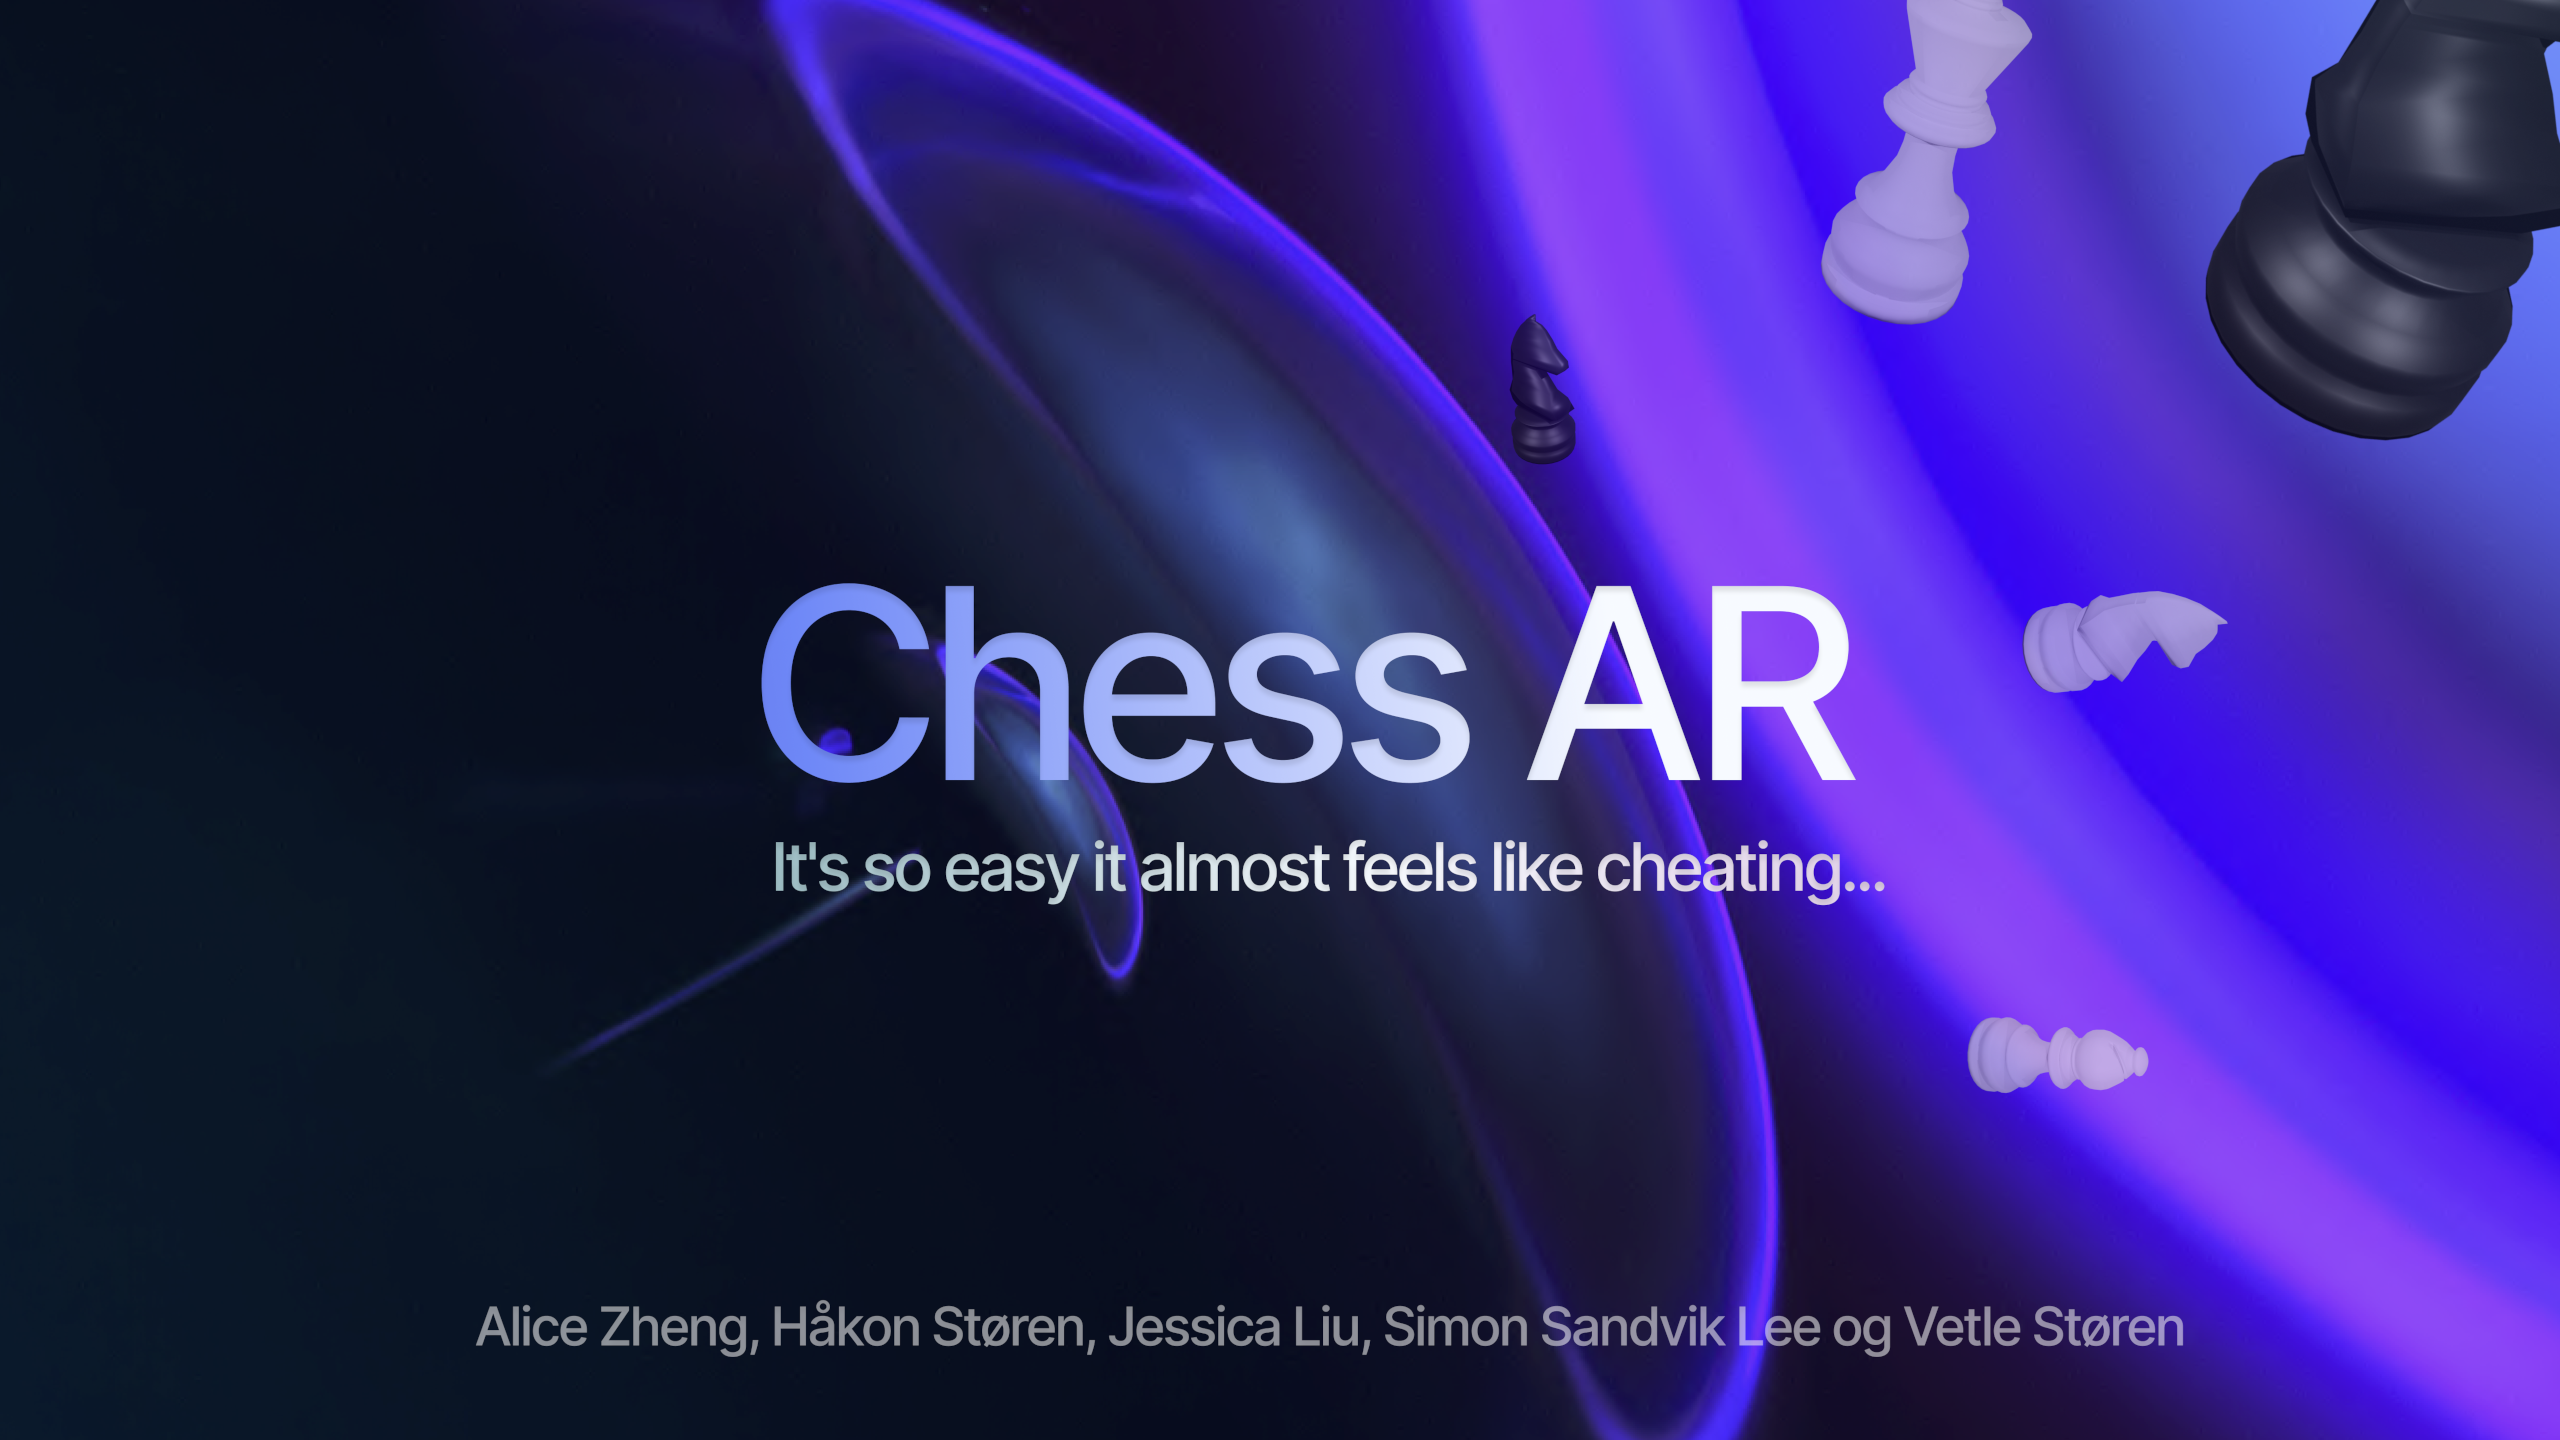 Chess AR
It's so easy it almost feels like cheating...
Alice Zheng, Håkon Støren, Jessica Liu, Simon Sandvik Lee og Vetle Støren